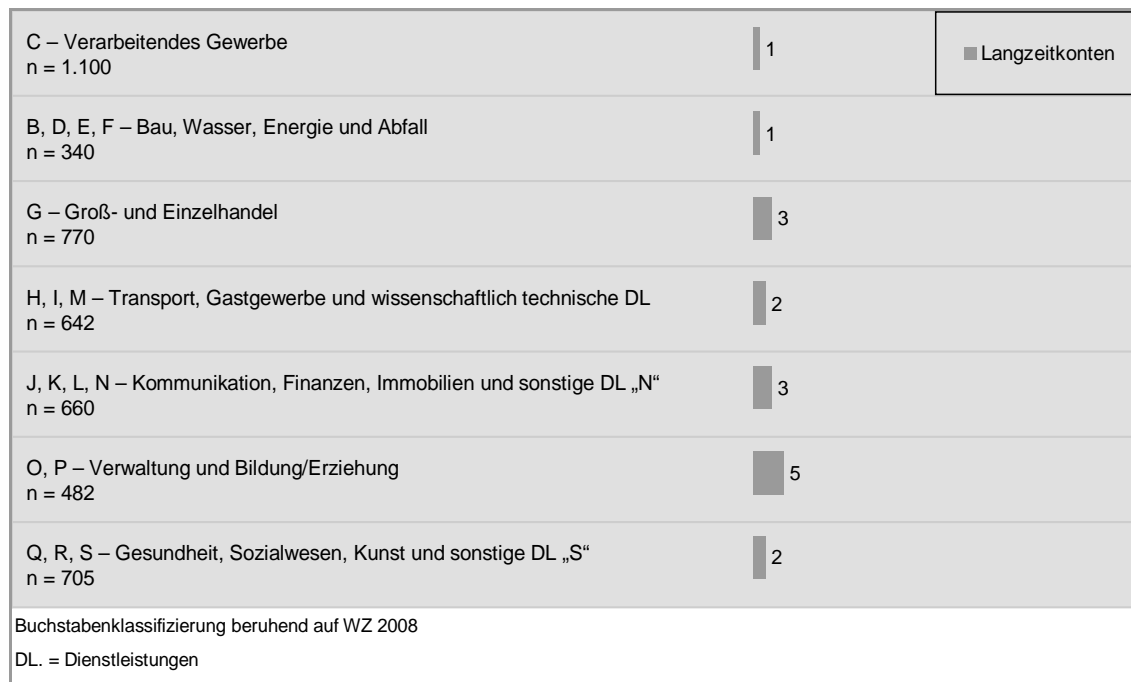 C – Verarbeitendes Gewerbe
n = 1.100
1
Langzeitkonten
B, D, E, F – Bau, Wasser, Energie und Abfall
n = 340
1
G – Groß- und Einzelhandel
n = 770
3
H, I, M – Transport, Gastgewerbe und wissenschaftlich technische DL
n = 642
2
J, K, L, N – Kommunikation, Finanzen, Immobilien und sonstige DL „N“
n = 660
3
O, P – Verwaltung und Bildung/Erziehung
n = 482
5
Q, R, S – Gesundheit, Sozialwesen, Kunst und sonstige DL „S“
n = 705
2
Buchstabenklassifizierung beruhend auf WZ 2008
DL. = Dienstleistungen